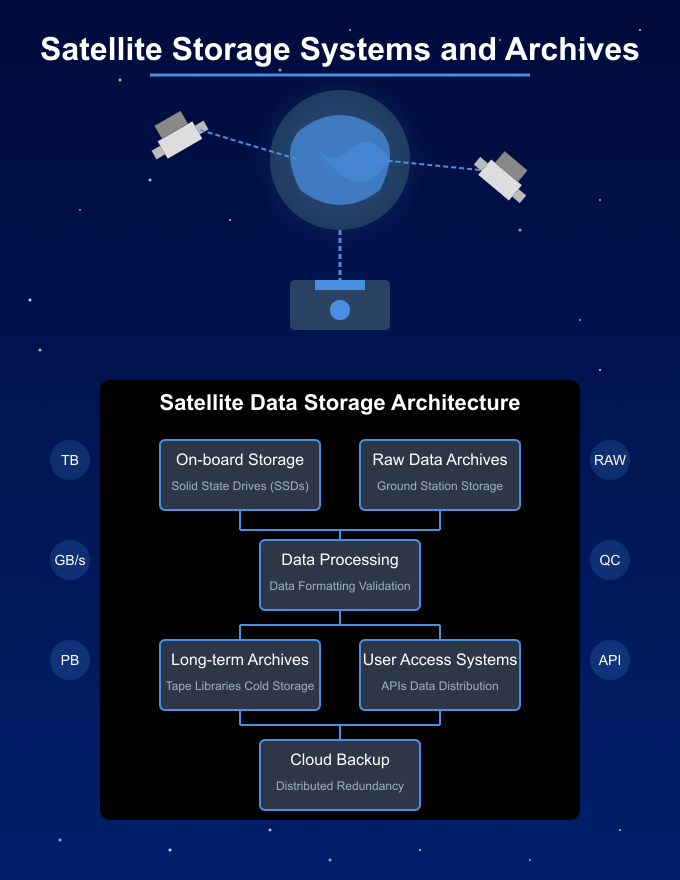 Satellite Storage Systems and Archives
Satellite Data Storage Architecture
TB
On-board Storage
Solid State Drives (SSDs)
Raw Data Archives
Ground Station Storage
RAW
GB/s
Data Processing
Data Formatting Validation
QC
PB
Long-term Archives
Tape Libraries Cold Storage
User Access Systems
APIs Data Distribution
API
Cloud Backup
Distributed Redundancy